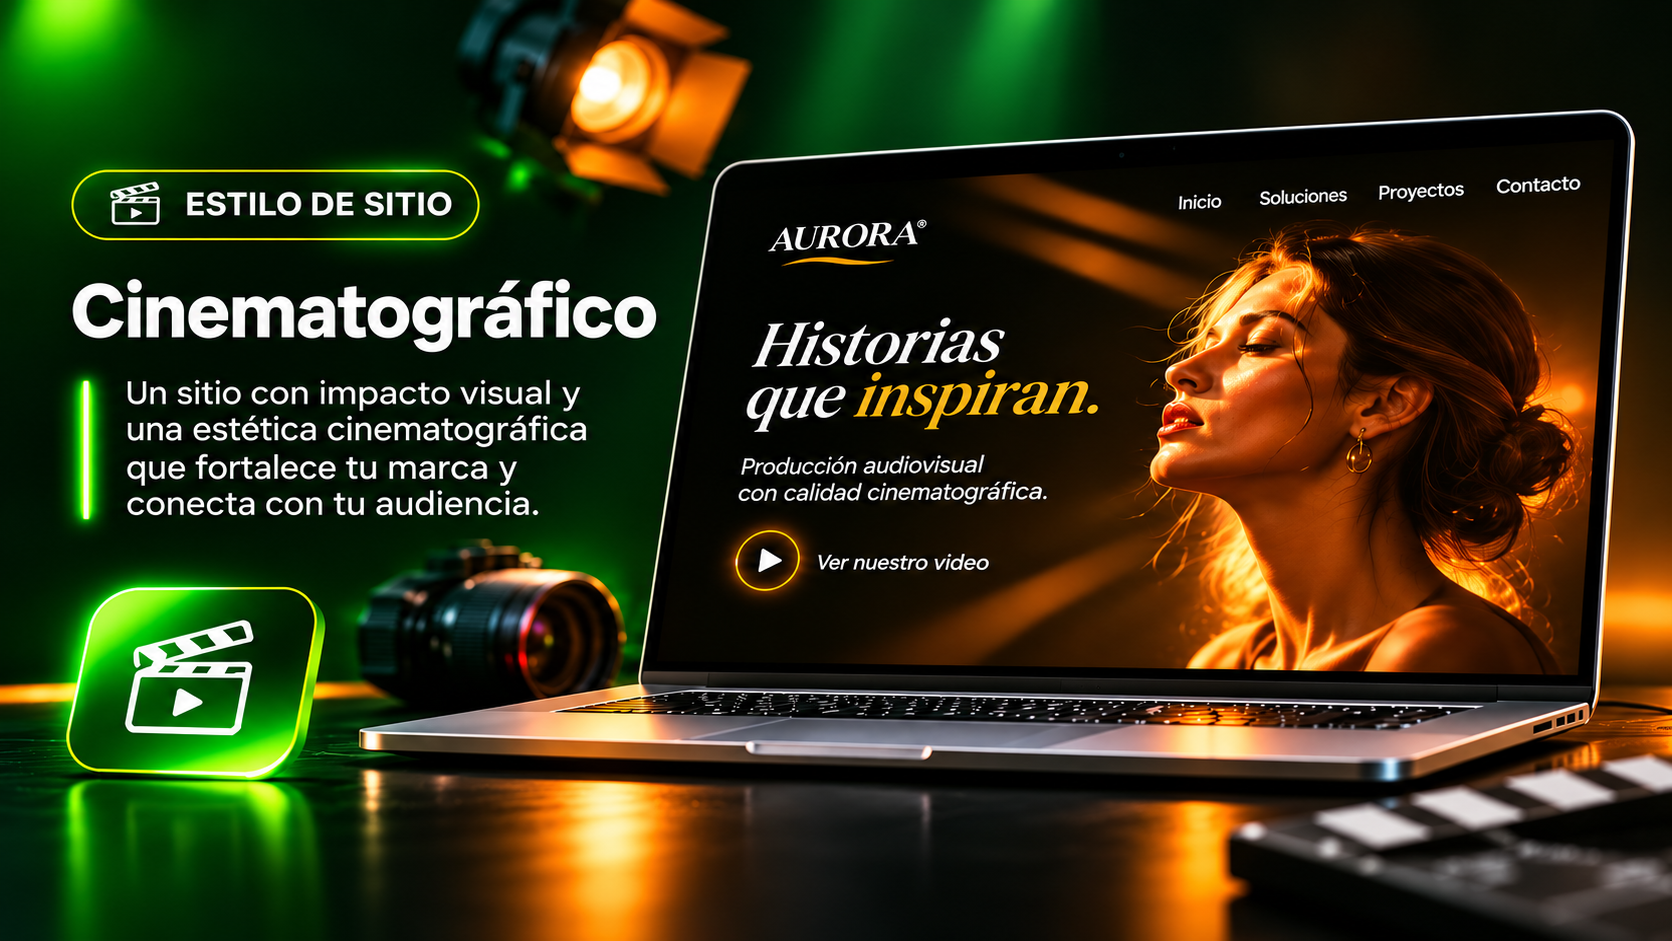 ESTILO DE SITIO
Cinematográfico
Un sitio con impacto visual y
una estética cinematográfica
que fortalece tu marca y
conecta con tu audiencia.
Inicio Soluciones Proyectos Contacto
AURORA®
Historias
que inspiran.
Producción audiovisual
con calidad cinematográfica.
Ver nuestro video